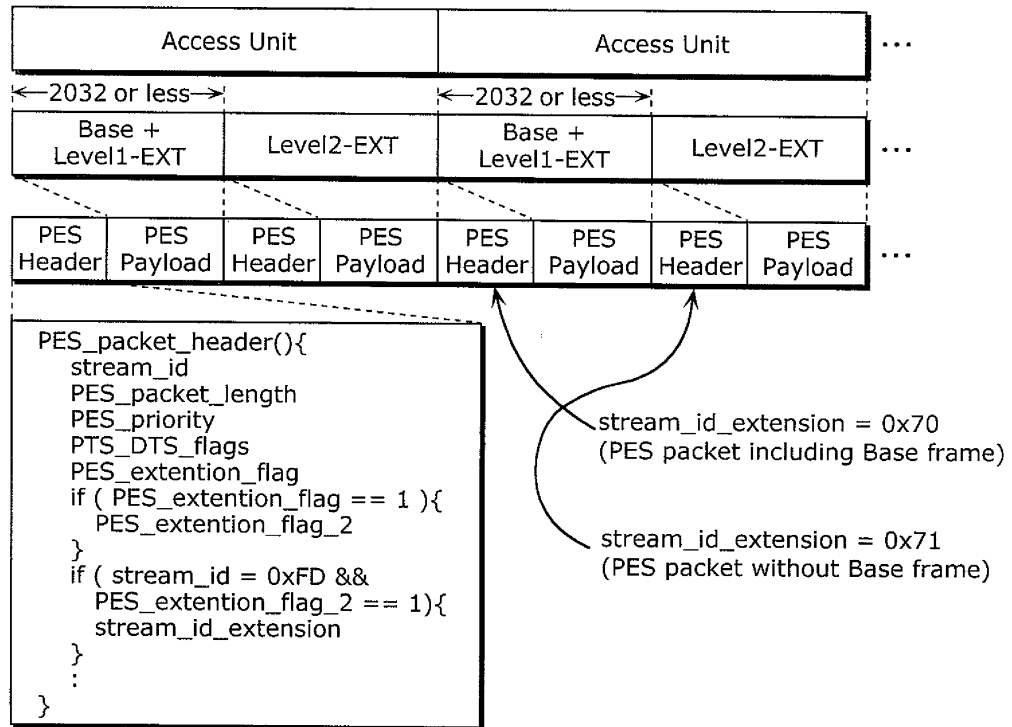 Access Unit
Access Unit
...
2032 or less
2032 or less
Base +
Level1-EXT
Level2-EXT
Base +
Level1-EXT
Level2-EXT
...
PES
Header
PES
Payload
PES
Header
PES
Payload
PES
Header
PES
Payload
PES
Header
PES
Payload
...
PES_packet_header(){
stream_id
PES_packet_length
PES_priority
PTS_DTS_flags
PES_extention_flag
if ( PES_extention_flag == 1 ){
PES_extention_flag_2
}
if ( stream_id = 0xFD &&
PES_extention_flag_2 == 1){
stream_id_extension
}
:
}
stream_id_extension = 0x70
(PES packet including Base frame)
stream_id_extension = 0x71
(PES packet without Base frame)